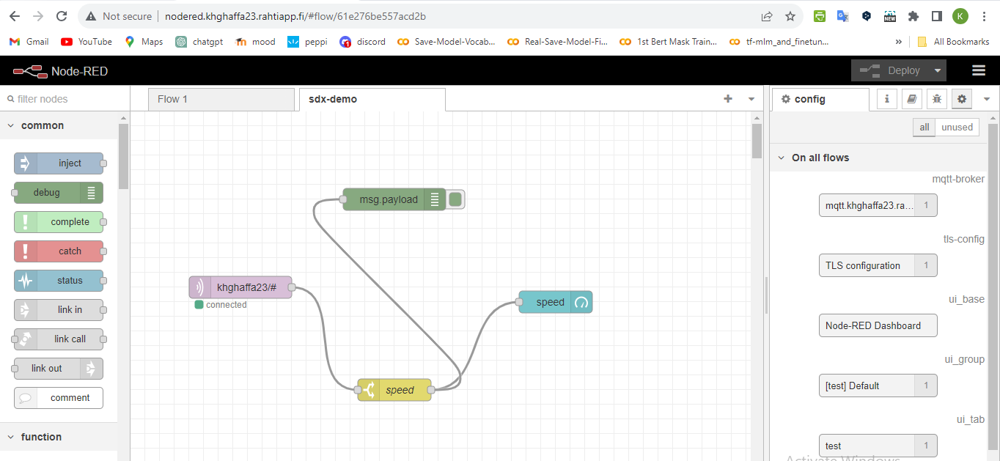 Not secure nodered.khghaffa23.rahtiapp.fi/#flow/61e276be557acd2b
NEW
K
Gmail YouTube Maps chatgpt mood peppi discord Save-Model-Vocab... Real-Save-Model-Fi... 1st Bert Mask Train... tf-mlm_and_finetun... » All Bookmarks
Node-RED Deploy
filter nodes Flow 1 sdx-demo config
common all unused
On all flows
inject mqtt-broker
debug msg.payload mqtt.khghaffa23.ra... 1
complete
catch tls-config
status khghaffa23/# TLS configuration 1
connected
link in speed ui_base
link call Node-RED Dashboard
link out ui_group
comment speed [test] Default 1
ui_tab
function test 1
Activate Windows